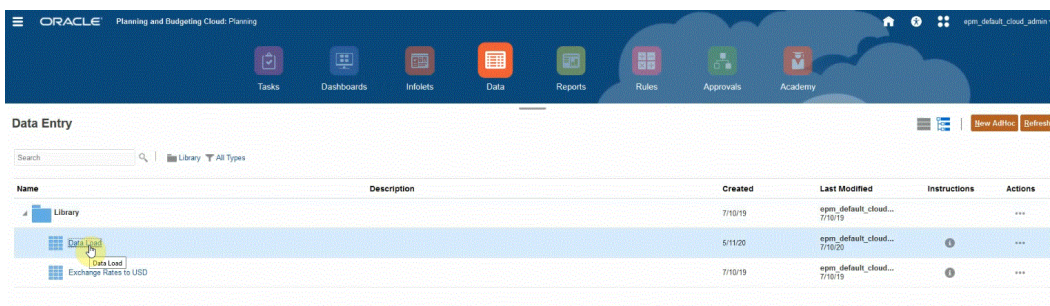 ORACLE® Planning and Budgeting Cloud: Planning epm_default_cloud_admin
Tasks Dashboards Infolets Data Reports Rules Approvals Academy
Data Entry New AdHoc Refresh
Search Library All Types
Name Description Created Last Modified Instructions Actions
Library 7/10/19 epm_default_cloud...
7/10/19
Data Load 5/11/20 epm_default_cloud...
7/10/20
Data Load
Exchange Rates to USD 7/10/19 epm_default_cloud...
7/10/19